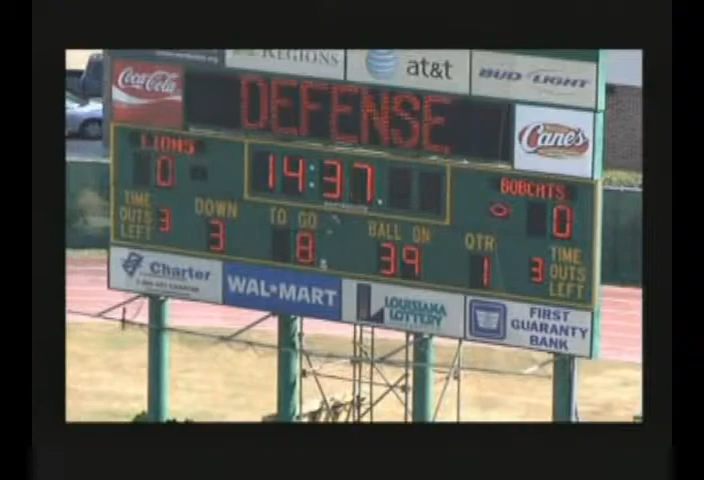 REGIONS
at&t
BUD LIGHT
Coca-Cola
DEFENSE
Cane's
LIONS
0
14:37
BOBCATS
0
TIME
OUTS
LEFT
3
DOWN
3
TO GO
8
BALL ON
39
QTR
1
3
TIME
OUTS
LEFT
Charter
WAL*MART
LOUISIANA
LOTTERY
FIRST
GUARANTY
BANK